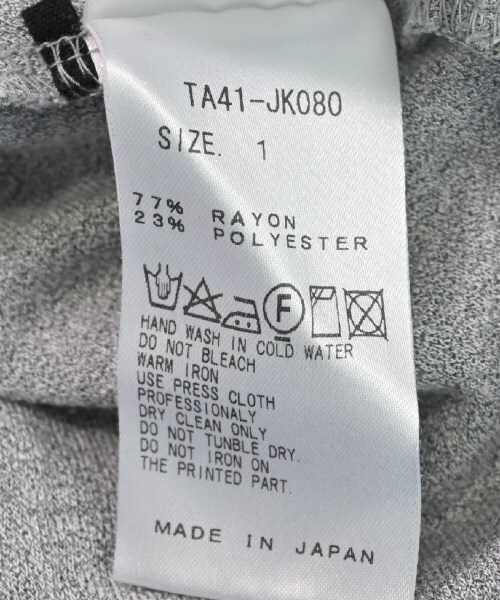 TA41-JK080
SIZE. 1
77% RAYON
23% POLYESTER
F
HAND WASH IN COLD WATER
DO NOT BLEACH
WARM IRON
USE PRESS CLOTH
PROFESSIONALY
DRY CLEAN ONLY
DO NOT TUNBLE DRY.
DO NOT IRON ON
THE PRINTED PART.
MADE IN JAPAN